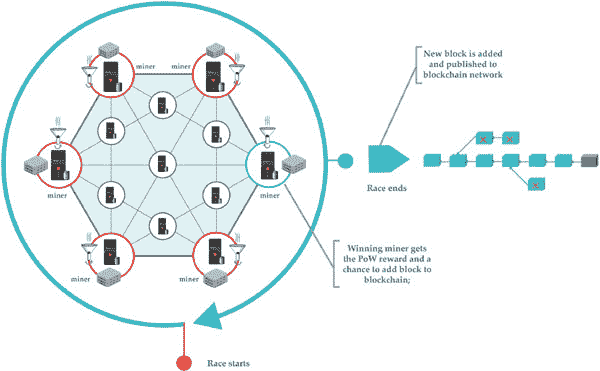 miner
miner
New block is added
and published to
blockchain network
miner
miner
Race ends
miner
miner
Winning miner gets
the PoW reward and a
chance to add block to
blockchain;
Race starts